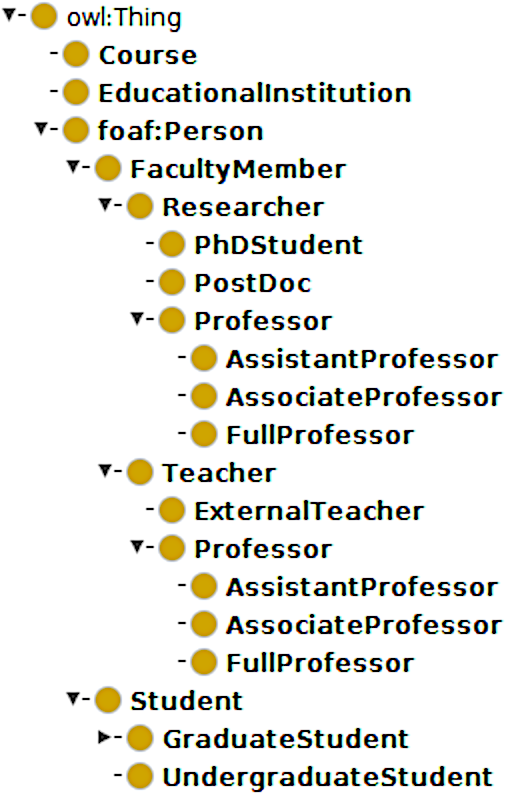 owl:Thing
Course
EducationalInstitution
foaf:Person
FacultyMember
Researcher
PhDStudent
PostDoc
Professor
AssistantProfessor
AssociateProfessor
FullProfessor
Teacher
ExternalTeacher
Professor
AssistantProfessor
AssociateProfessor
FullProfessor
Student
GraduateStudent
UndergraduateStudent